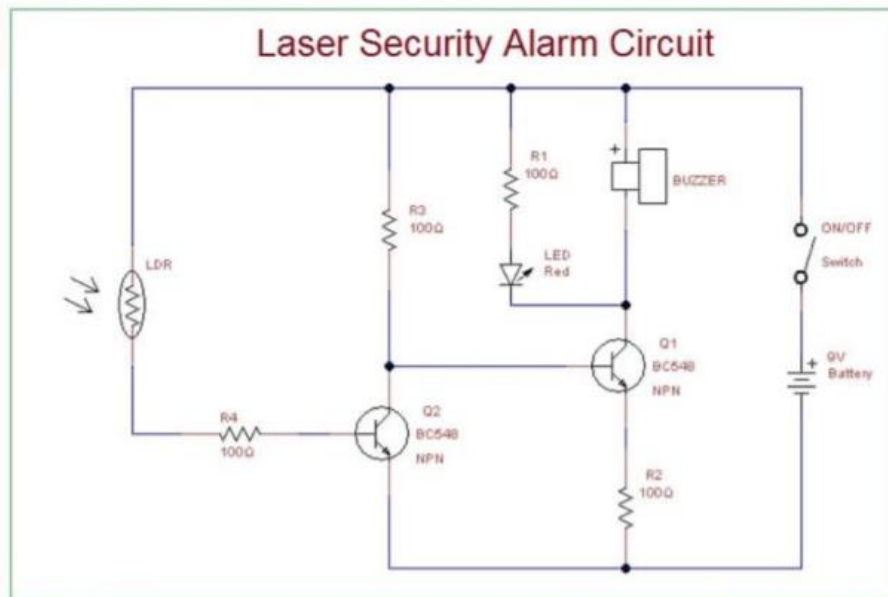 Laser Security Alarm Circuit
R1
100Ω
+
BUZZER
R3
100Ω
ON/OFF
Switch
LDR
LED
Red
Q1
BC548
NPN
+
9V
Battery
R4
100Ω
Q2
BC548
NPN
R2
100Ω